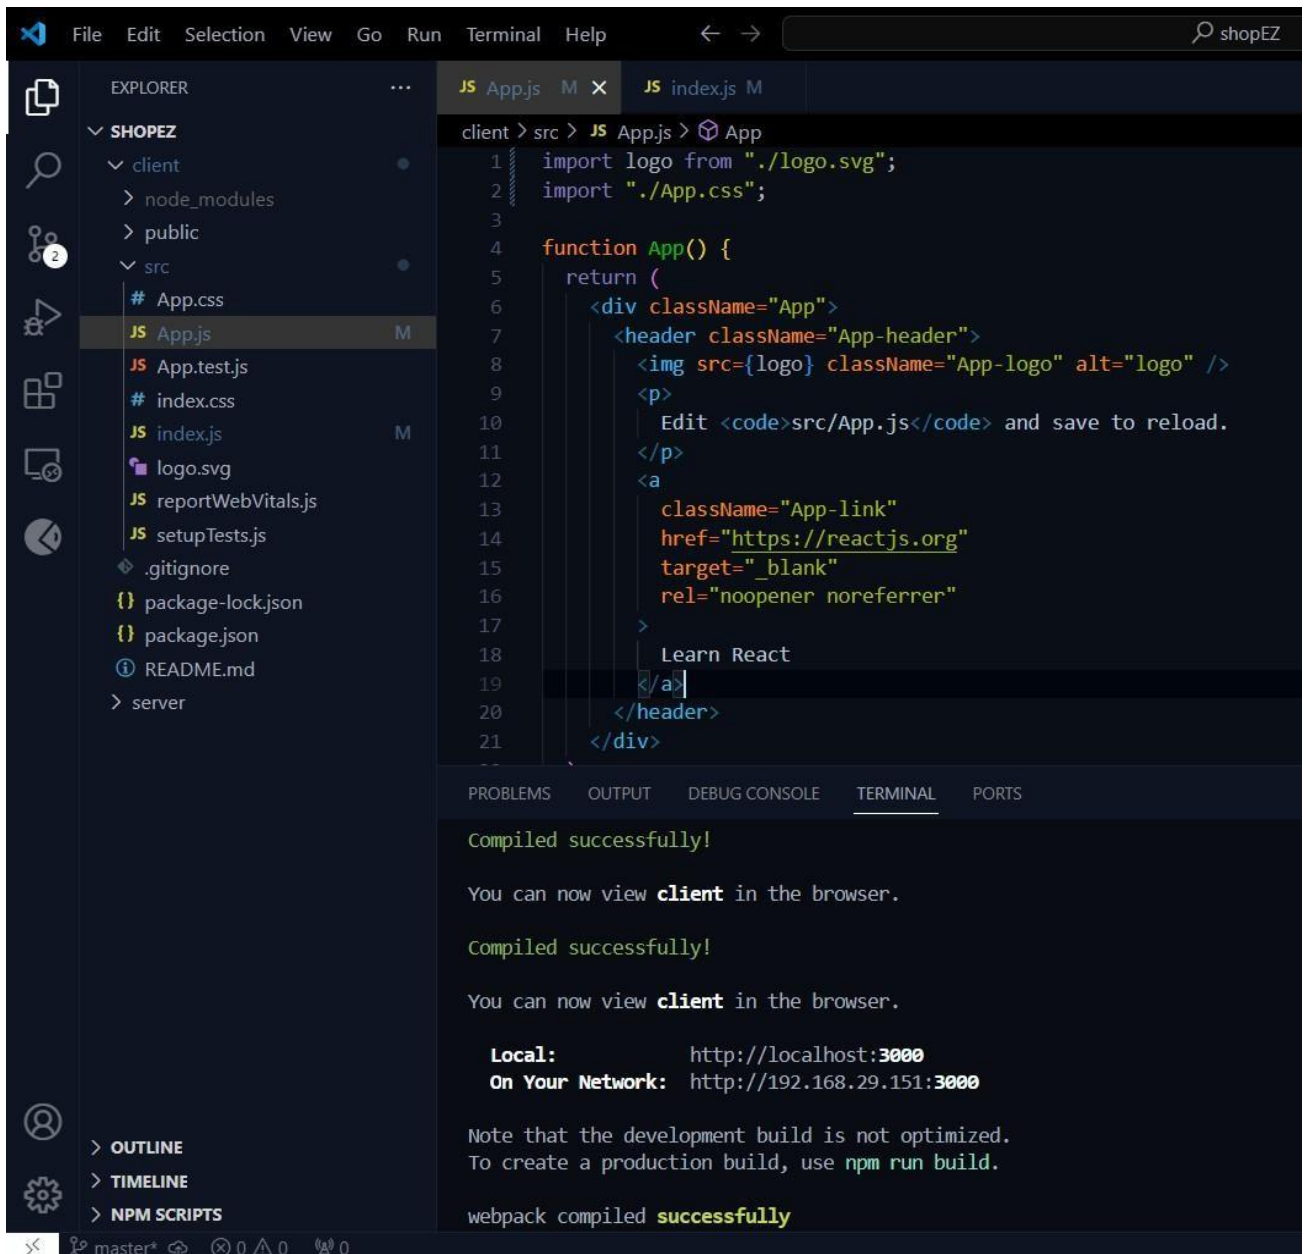 File Edit Selection View Go Run Terminal Help shopEZ
EXPLORER
SHOPEZ
client
node_modules
public
src
# App.css
JS App.js M
JS App.test.js
# index.css
JS index.js M
logo.svg
JS reportWebVitals.js
JS setupTests.js
.gitignore
{} package-lock.json
{} package.json
README.md
server
OUTLINE
TIMELINE
NPM SCRIPTS
2
JS App.js M
JS index.js M
client > src > JS App.js > App
1 import logo from "./logo.svg";
2 import "./App.css";
3
4 function App() {
5 return (
6 <div className="App">
7 <header className="App-header">
8 <img src={logo} className="App-logo" alt="logo" />
9 <p>
10 Edit <code>src/App.js</code> and save to reload.
11 </p>
12 <a
13 className="App-link"
14 href="https://reactjs.org"
15 target="_blank"
16 rel="noopener noreferrer"
17 >
18 Learn React
19 </a>
20 </header>
21 </div>
PROBLEMS OUTPUT DEBUG CONSOLE TERMINAL PORTS
Compiled successfully!
You can now view client in the browser.
Compiled successfully!
You can now view client in the browser.
Local: http://localhost:3000
On Your Network: http://192.168.29.151:3000
Note that the development build is not optimized.
To create a production build, use npm run build.
webpack compiled successfully
master* 0 0 0